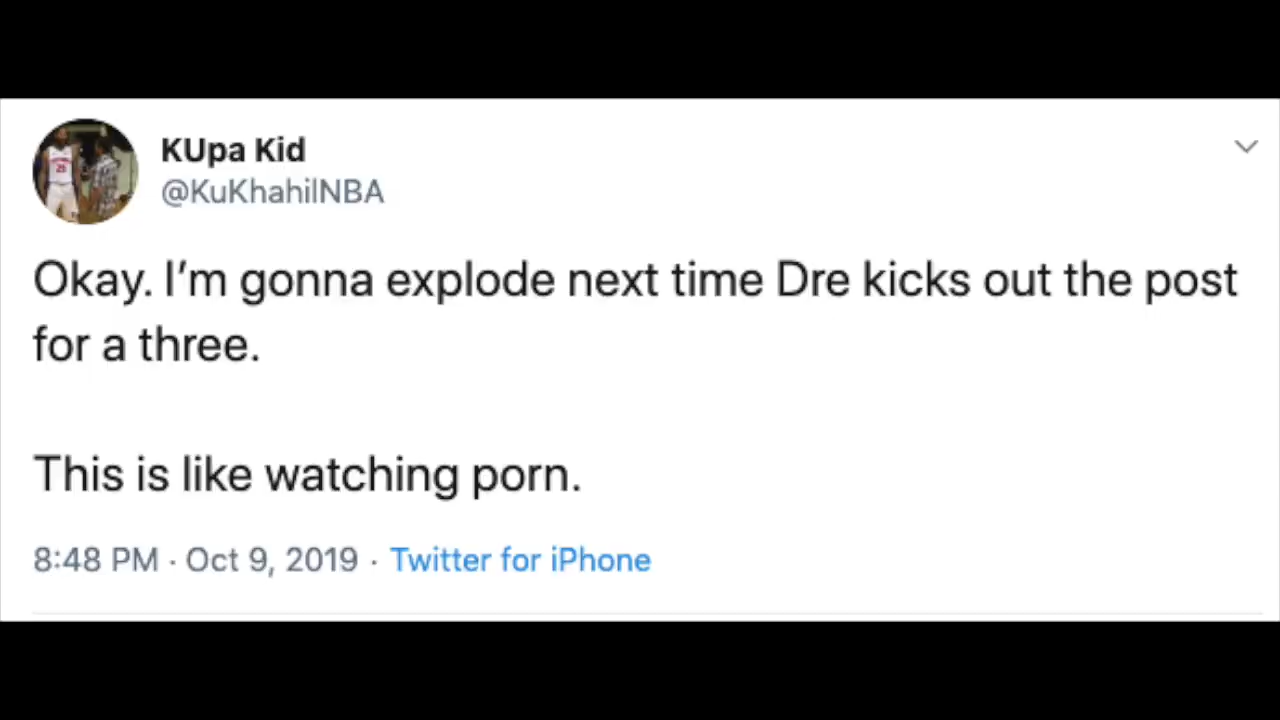 KUpa Kid
@KuKhahilNBA
Okay. I’m gonna explode next time Dre kicks out the post
for a three.
This is like watching porn.
8:48 PM · Oct 9, 2019 · Twitter for iPhone